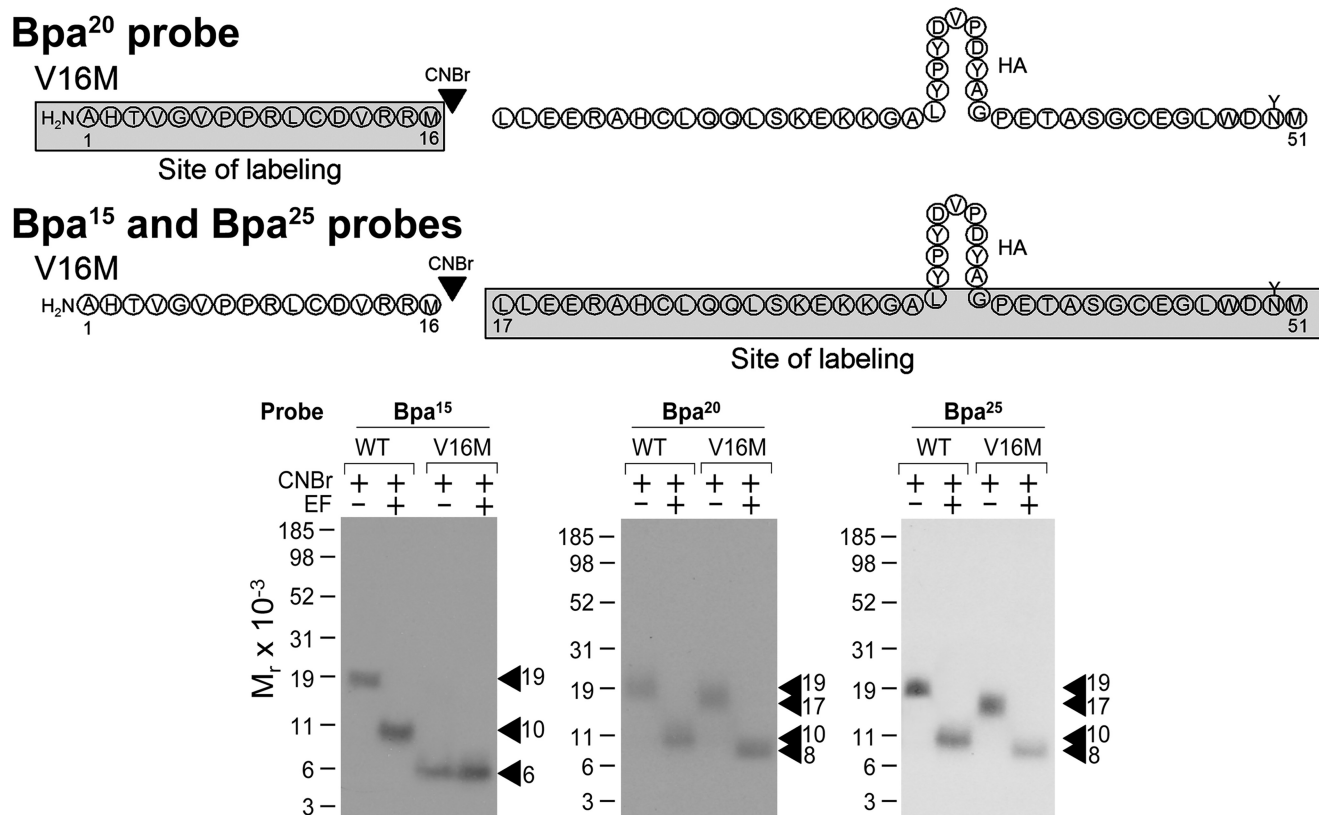 Bpa²⁰ probe
V16M
CNBr
H₂N A H T V G V P P R L C D V R R M
1 16
Site of labeling
L L E E R A H C L Q Q L S K E K K G A L Y P Y D V P D Y A G P E T A S G C E G L W D N M
HA
Y
51
Bpa¹⁵ and Bpa²⁵ probes
V16M
CNBr
H₂N A H T V G V P P R L C D V R R M
1 16
L L E E R A H C L Q Q L S K E K K G A L Y P Y D V P D Y A G P E T A S G C E G L W D N M
HA
Y
17 51
Site of labeling
Probe Bpa¹⁵ Bpa²⁰ Bpa²⁵
WT V16M WT V16M WT V16M
CNBr + + + + + + + + + + + +
EF − + − + − + − + − + − +
Mᵣ x 10⁻³
185 – 98 – 52 – 31 – 19 – 11 – 6 – 3 –
19 10 6
185 – 98 – 52 – 31 – 19 – 11 – 6 – 3 –
19 17 10 8
185 – 98 – 52 – 31 – 19 – 11 – 6 – 3 –
19 17 10 8